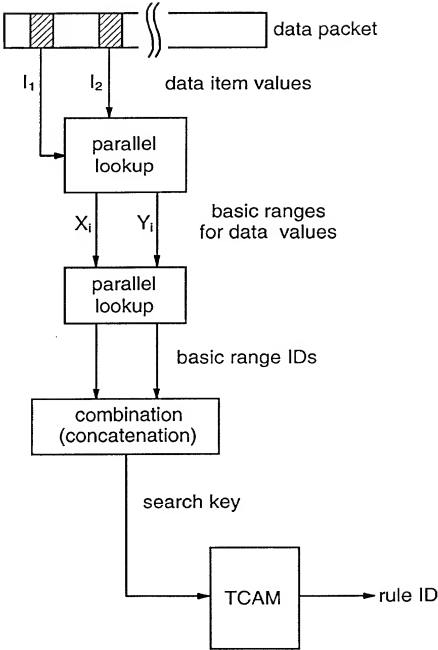 data packet
I1
I2
data item values
parallel
lookup
Xi
Yi
basic ranges
for data values
parallel
lookup
basic range IDs
combination
(concatenation)
search key
TCAM
rule ID